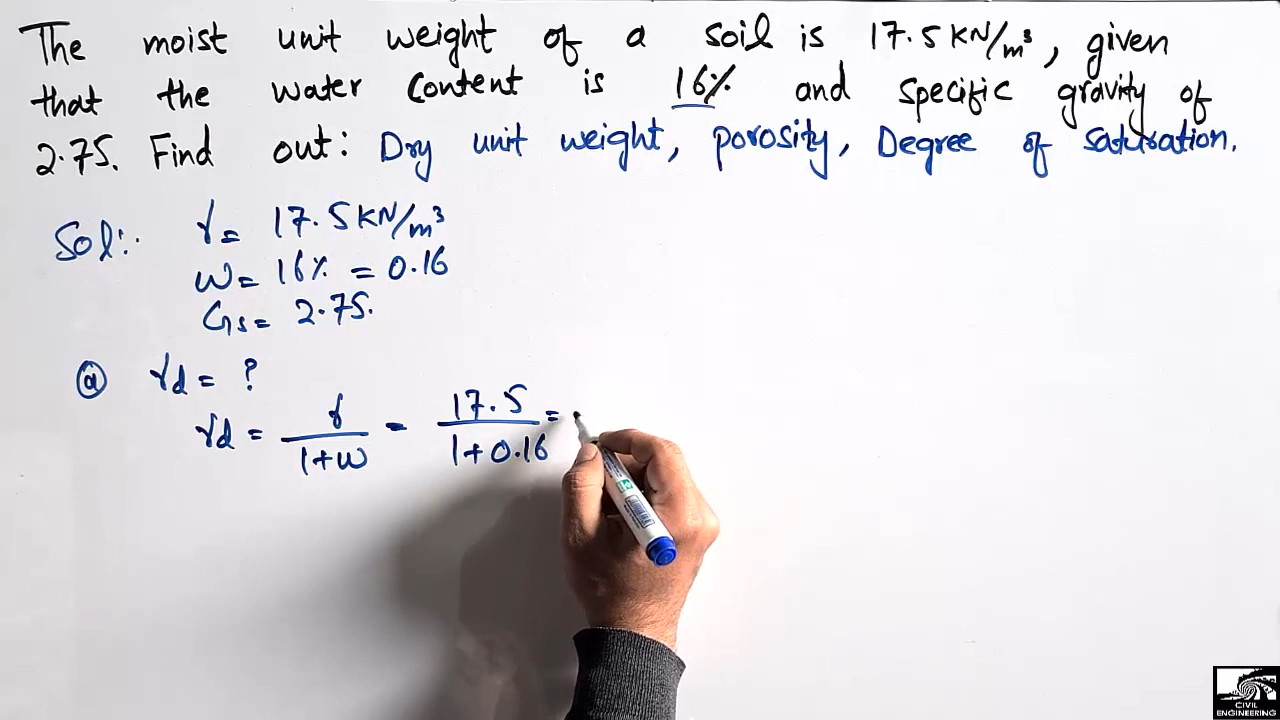 The moist unit weight of a soil is 17.5 KN/m³, given
that the water content is 16% and specific gravity of
2.75. Find out: Dry unit weight, porosity, Degree of saturation.
Sol:. γ = 17.5 KN/m³
w = 16% = 0.16
Gs = 2.75.
ⓐ γd = ?
γd = γ / 1+w = 17.5 / 1+0.16 =
CIVIL
ENGINEERING